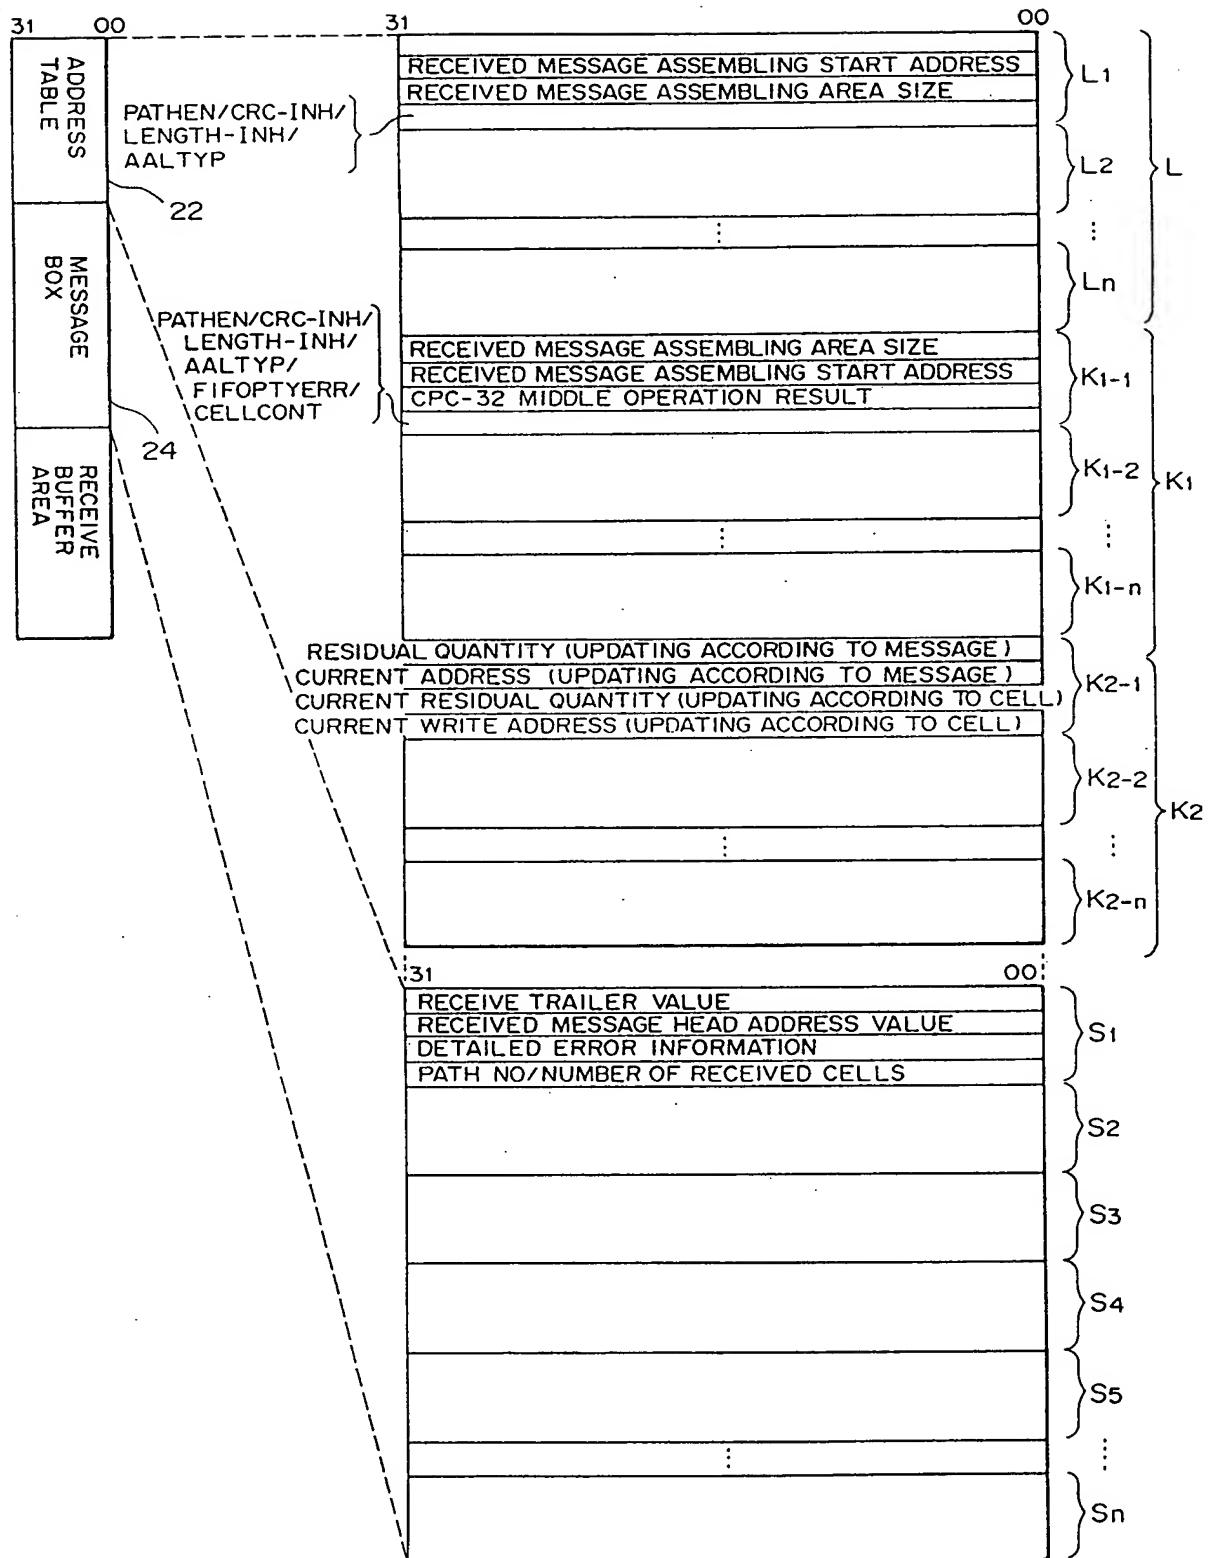 31 00
ADDRESS
TABLE
22
MESSAGE
BOX
24
RECEIVE
BUFFER
AREA
31 00
RECEIVED MESSAGE ASSEMBLING START ADDRESS
RECEIVED MESSAGE ASSEMBLING AREA SIZE
PATHEN/CRC-INH/
LENGTH-INH/
AALTYP
L1
L2
⋮
Ln
L
PATHEN/CRC-INH/
LENGTH-INH/
AALTYP/
FIFOPTYERR/
CELLCONT
RECEIVED MESSAGE ASSEMBLING AREA SIZE
RECEIVED MESSAGE ASSEMBLING START ADDRESS
CPC-32 MIDDLE OPERATION RESULT
K1-1
K1-2
⋮
K1-n
K1
RESIDUAL QUANTITY (UPDATING ACCORDING TO MESSAGE)
CURRENT ADDRESS (UPDATING ACCORDING TO MESSAGE)
CURRENT RESIDUAL QUANTITY (UPDATING ACCORDING TO CELL)
CURRENT WRITE ADDRESS (UPDATING ACCORDING TO CELL)
K2-1
K2-2
⋮
K2-n
K2
31 00
RECEIVE TRAILER VALUE
RECEIVED MESSAGE HEAD ADDRESS VALUE
DETAILED ERROR INFORMATION
PATH NO/NUMBER OF RECEIVED CELLS
S1
S2
S3
S4
S5
⋮
Sn